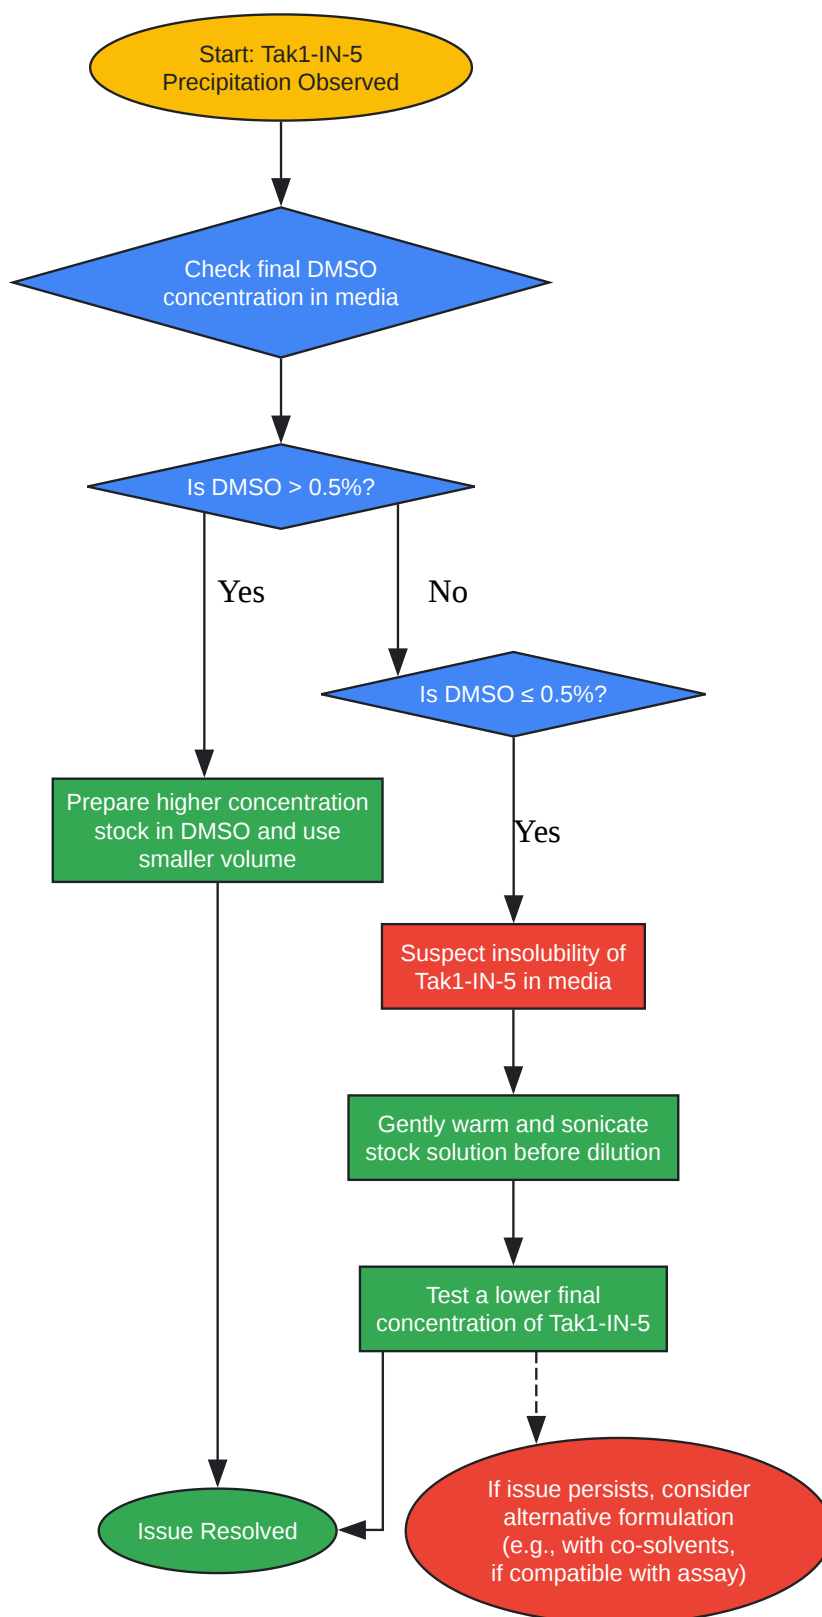 Start: Tak1-IN-5
Precipitation Observed
Check final DMSO
concentration in media
Is DMSO > 0.5%?
Yes
No
Is DMSO ≤ 0.5%?
Prepare higher concentration
stock in DMSO and use
smaller volume
Yes
Suspect insolubility of
Tak1-IN-5 in media
Gently warm and sonicate
stock solution before dilution
Test a lower final
concentration of Tak1-IN-5
Issue Resolved
If issue persists, consider
alternative formulation
(e.g., with co-solvents,
if compatible with assay)